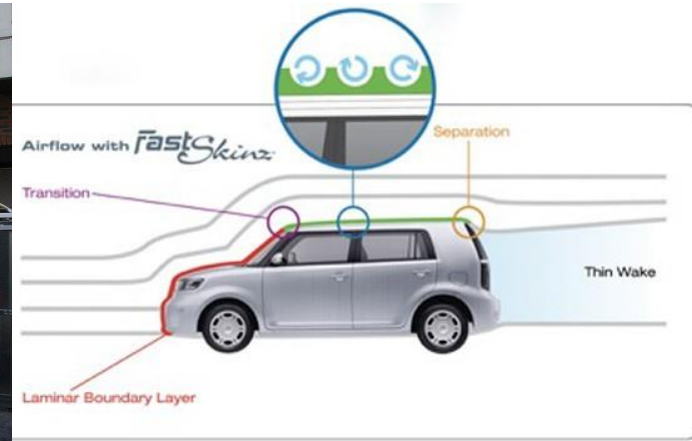 Airflow with FastSkinz
Separation
Transition
Thin Wake
Laminar Boundary Layer